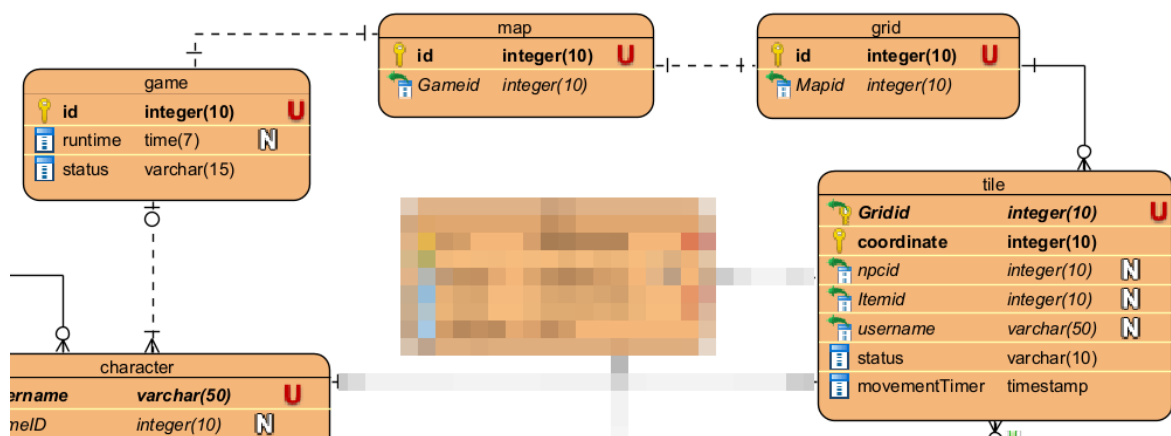 map
id integer(10) U
Gameid integer(10)
grid
id integer(10) U
Mapid integer(10)
game
id integer(10) U
runtime time(7) N
status varchar(15)
tile
Gridid integer(10) U
coordinate integer(10)
npcid integer(10) N
Itemid integer(10) N
username varchar(50) N
status varchar(10)
movementTimer timestamp
character
ername varchar(50) U
meID integer(10) N